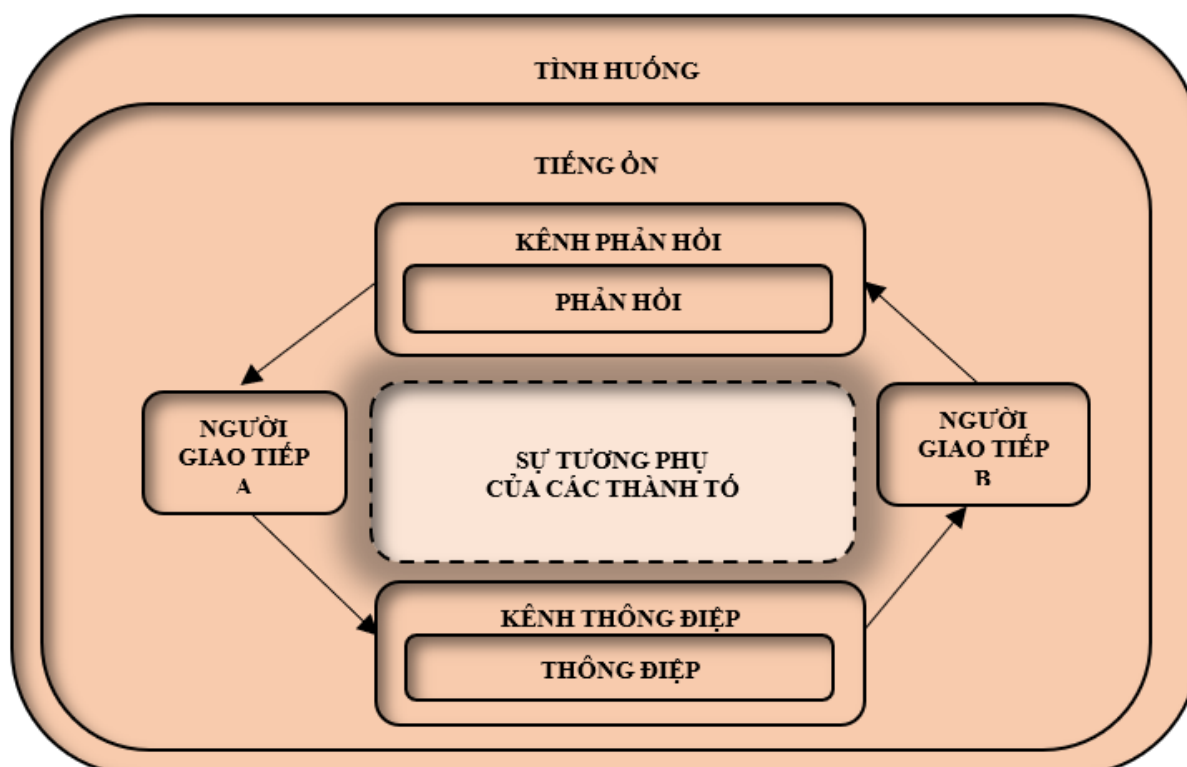 TÌNH HUỐNG
TIẾNG ỒN
KÊNH PHẢN HỒI
PHẢN HỒI
NGƯỜI
GIAO TIẾP
A
SỰ TƯƠNG PHỤ
CỦA CÁC THÀNH TỐ
NGƯỜI
GIAO TIẾP
B
KÊNH THÔNG ĐIỆP
THÔNG ĐIỆP